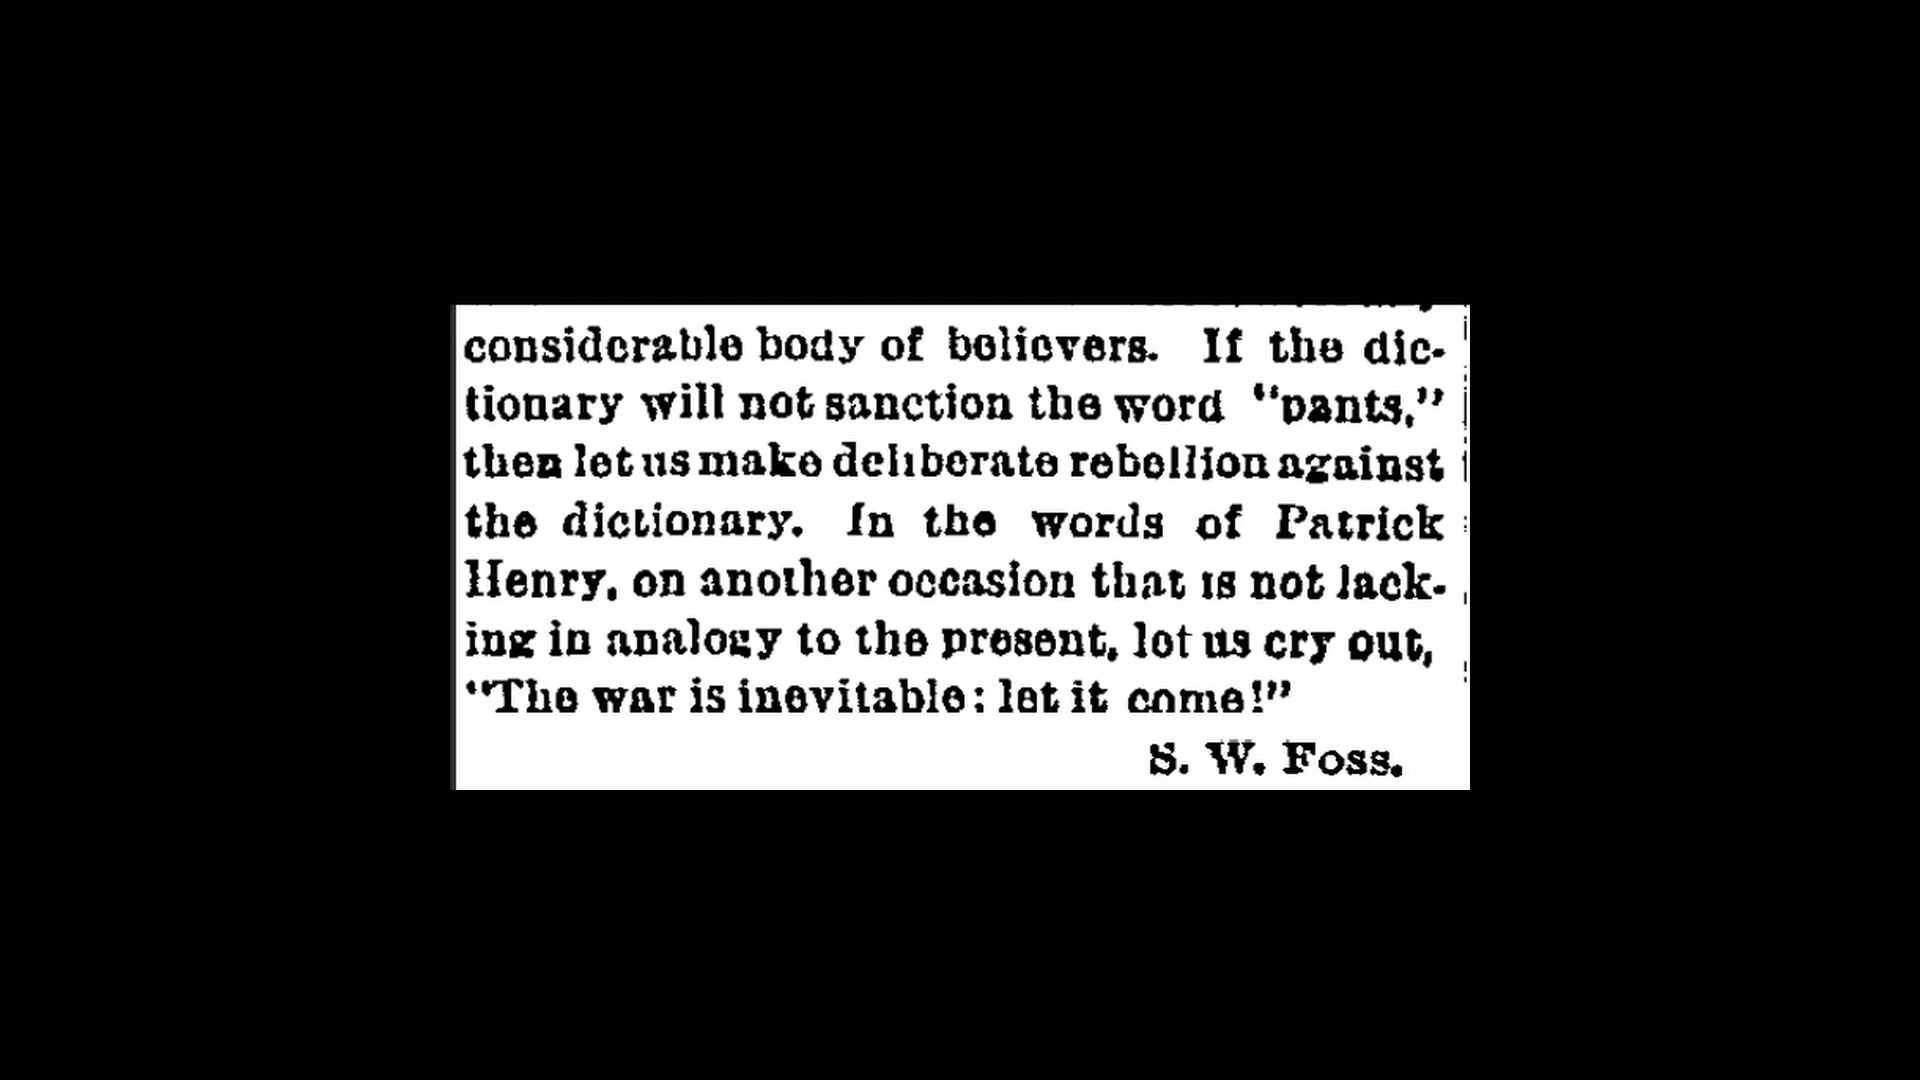 considerable body of believers. If the dic-
tionary will not sanction the word "pants,"
then let us make deliberate rebellion against
the dictionary. In the words of Patrick
Henry, on another occasion that is not lack-
ing in analogy to the present, let us cry out,
"The war is inevitable: let it come!"
S. W. Foss.